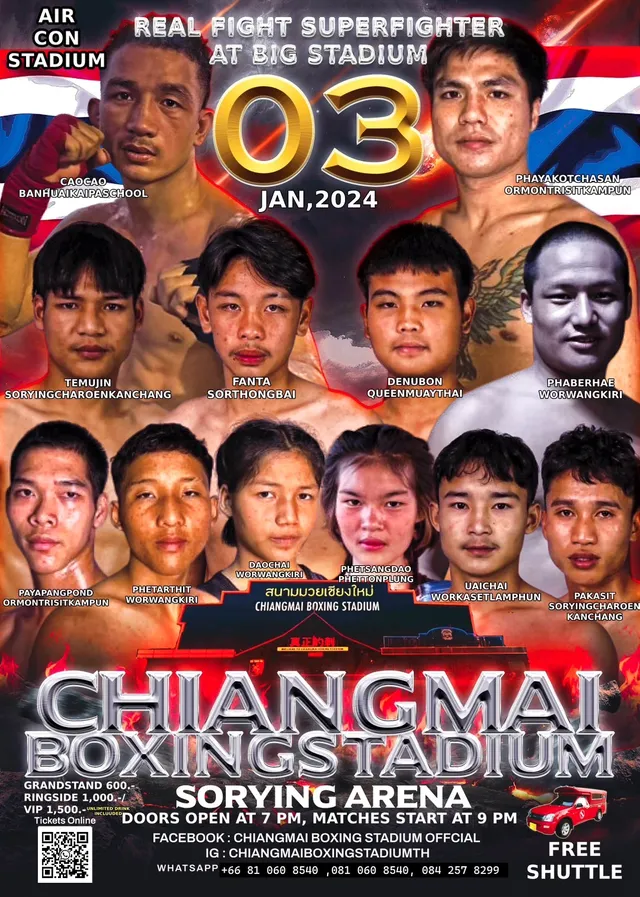 AIR
CON
STADIUM
REAL FIGHT SUPERFIGHTER
AT BIG STADIUM
03
JAN,2024
CAOCAO
BANHUAIKAIPASCHOOL
PHAYAKOTCHASAN
ORMONTRISITKAMPUN
TEMUJIN
SORYINGCHAROENKANCHANG
FANTA
SORTHONGBAI
DENUBON
QUEENMUAYTHAI
PHABERHAE
WORWANGKIRI
PAYAPANGPOND
ORMONTRISITKAMPUN
PHETARTHIT
WORWANGKIRI
DAOCHAI
WORWANGKIRI
PHETSANGDAO
PHETTONPLUNG
UAICHAI
WORKASETLAMPHUN
PAKASIT
SORYINGCHAROEN
KANCHANG
สนามมวยเชียงใหม่
CHIANGMAI BOXING STADIUM
CHIANGMAI
BOXINGSTADIUM
GRANDSTAND 600.-
RINGSIDE 1,000.-/
VIP 1,500.-
UNLIMITED DRINK
INCLUUDED
Tickets Online
SORYING ARENA
DOORS OPEN AT 7 PM, MATCHES START AT 9 PM
FACEBOOK : CHIANGMAI BOXING STADIUM OFFCIAL
IG : CHIANGMAIBOXINGSTADIUMTH
WHATSAPP +66 81 060 8540 ,081 060 8540, 084 257 8299
FREE
SHUTTLE